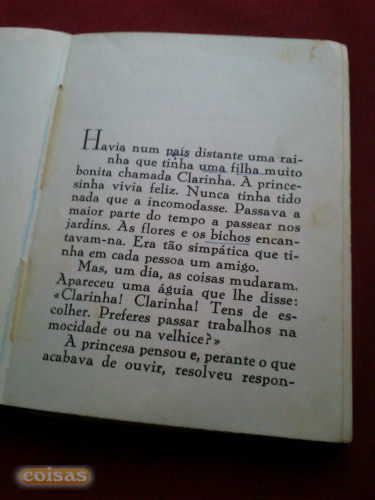 Havia num país distante uma rai-
nha que tinha uma filha muito
bonita chamada Clarinha. A prince-
sinha vivia feliz. Nunca tinha tido
nada que a incomodasse. Passava a
maior parte do tempo a passear nos
jardins. As flores e os bichos encan-
tavam-na. Era tão simpática que ti-
nha em cada pessoa um amigo.
Mas, um dia, as coisas mudaram.
Apareceu uma águia que lhe disse:
«Clarinha! Clarinha! Tens de es-
colher. Preferes passar trabalhos na
mocidade ou na velhice?»
A princesa pensou e, perante o que
acabava de ouvir, resolveu respon-
coisas